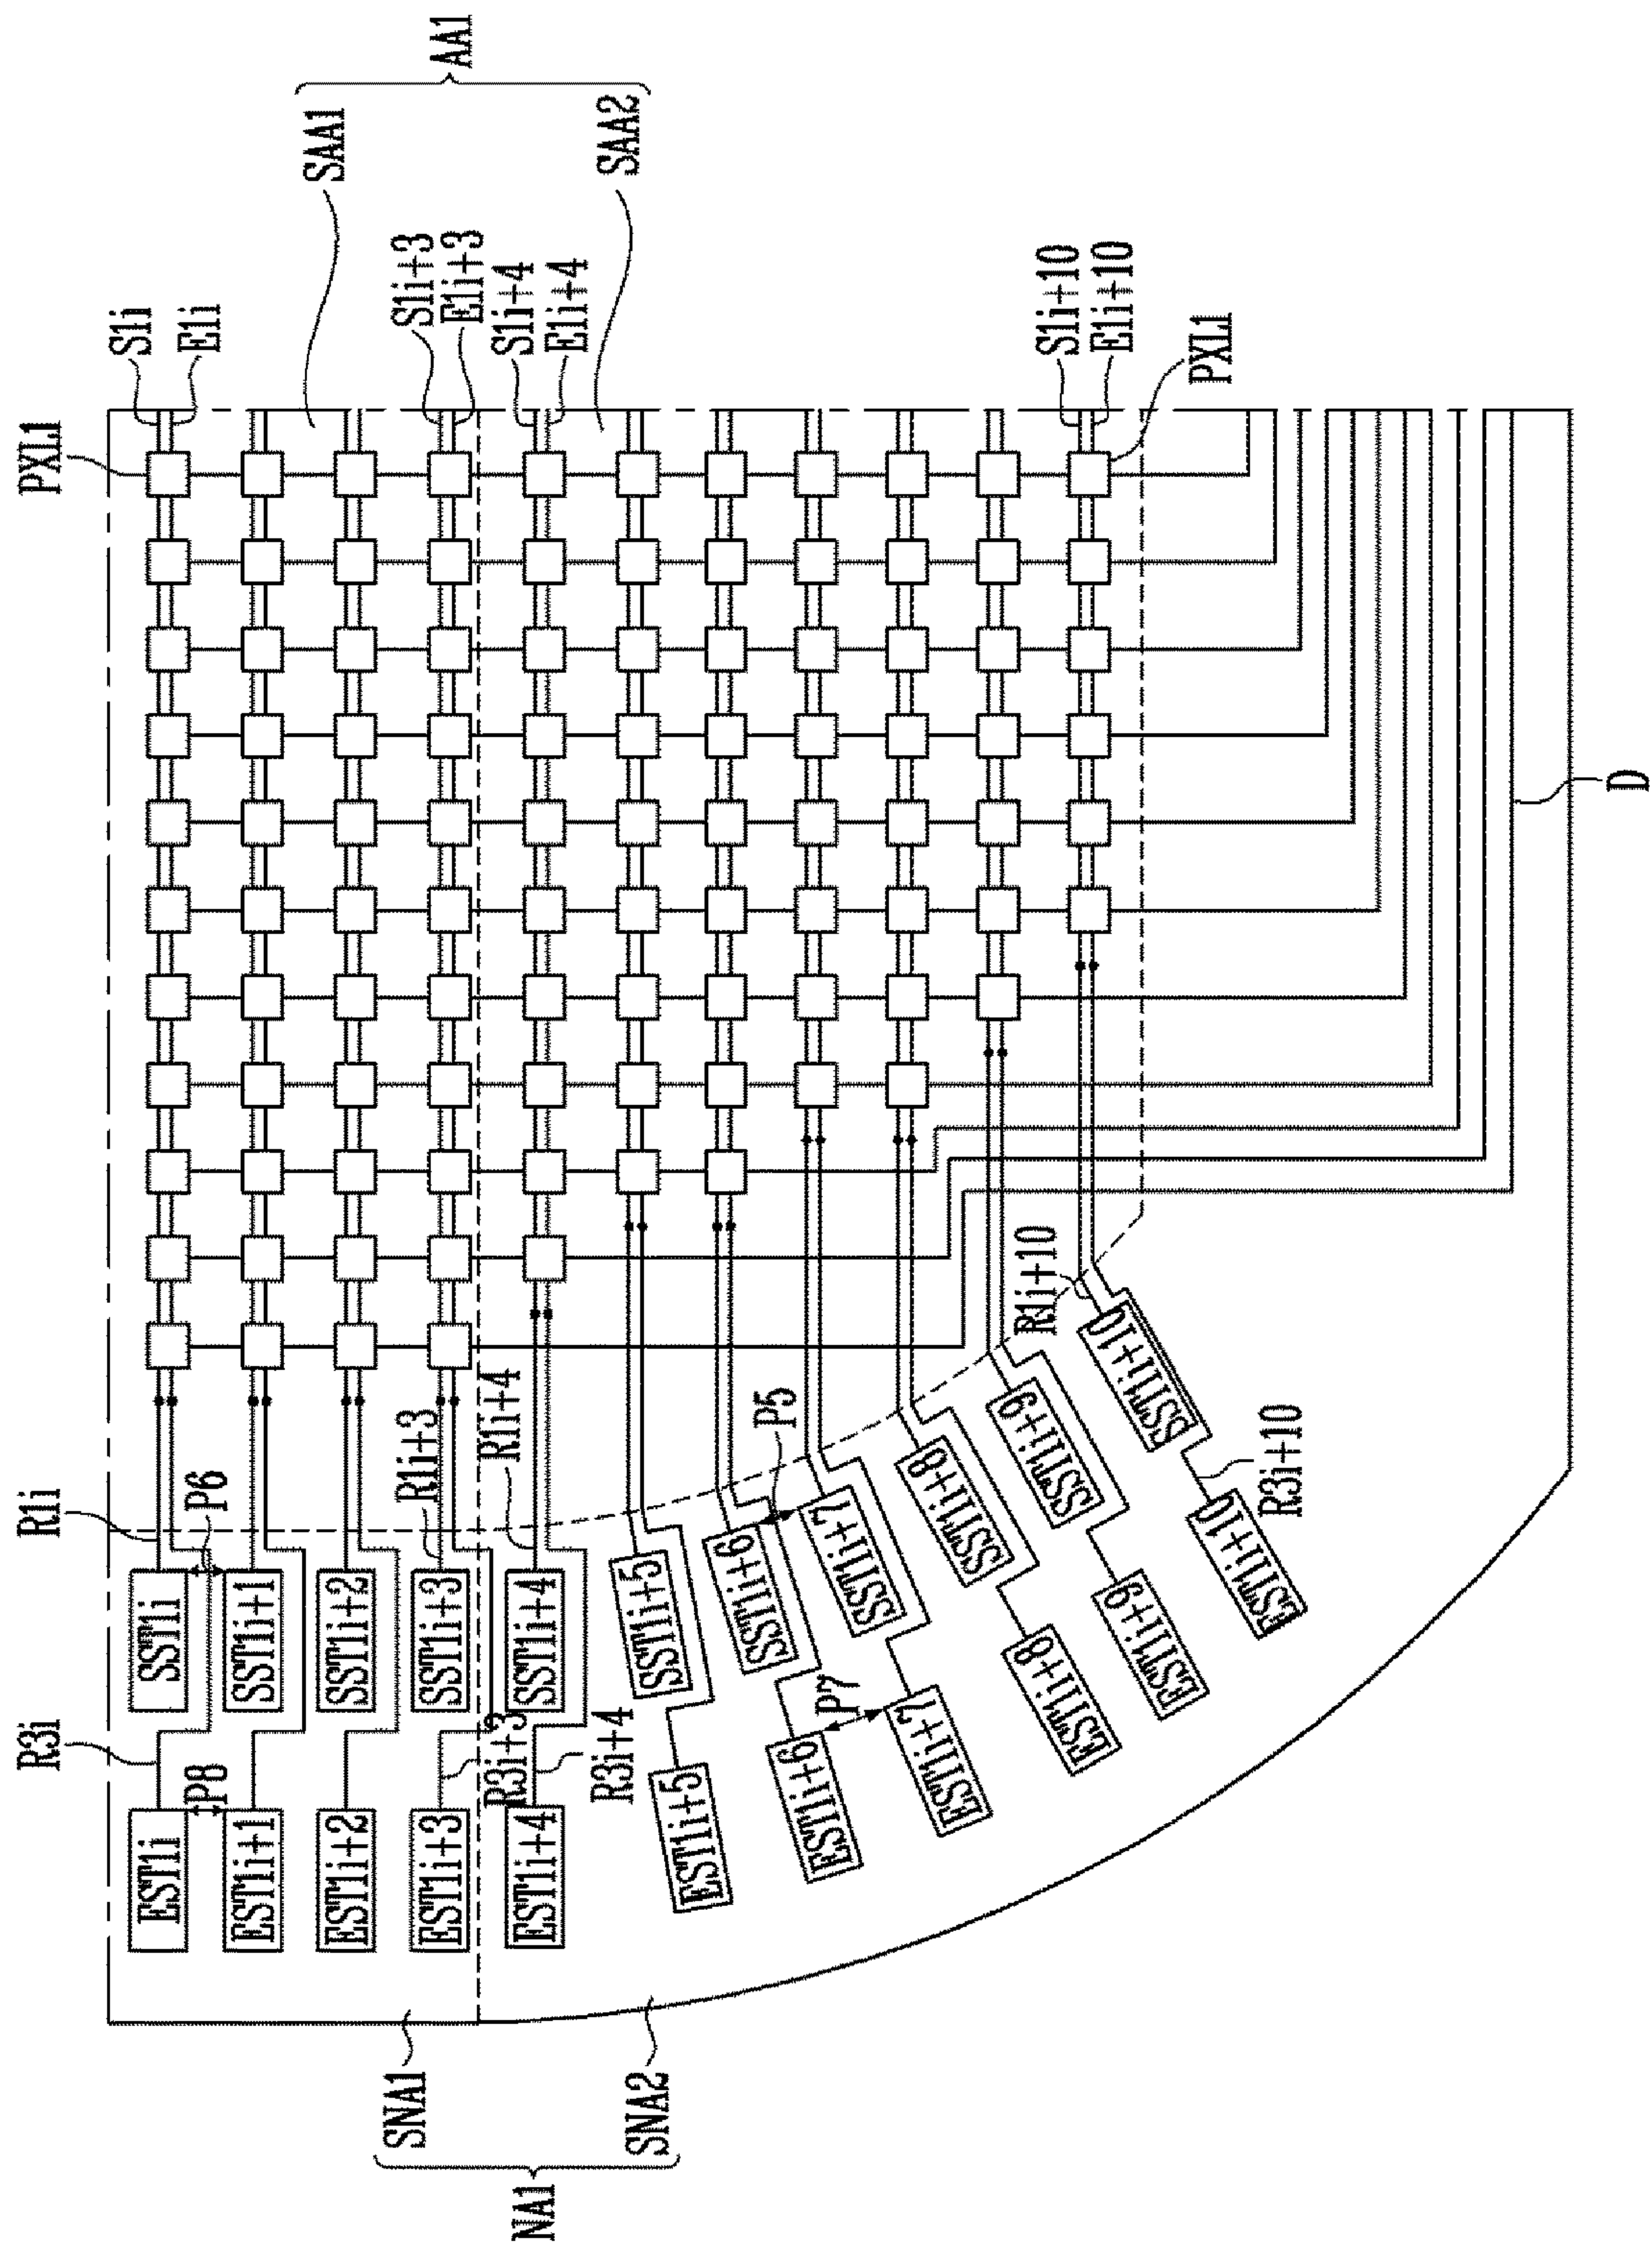 AA1
SAA1
SAA2
S1i
E1i
S1i+3
E1i+3
S1i+4
E1i+4
S1i+10
E1i+10
PXL1
PXL1
D
R1i
P6
R1i+3
R1i+4
P5
R1i+10
SST1i
SST1i+1
SST1i+2
SST1i+3
SST1i+4
SST1i+5
SST1i+6
SST1i+7
SST1i+8
SST1i+9
SST1i+10
R3i
P8
R3i+3
R3i+4
P7
R3i+10
EST1i
EST1i+1
EST1i+2
EST1i+3
EST1i+4
EST1i+5
EST1i+6
EST1i+7
EST1i+8
EST1i+9
EST1i+10
SNA1
SNA2
NA1